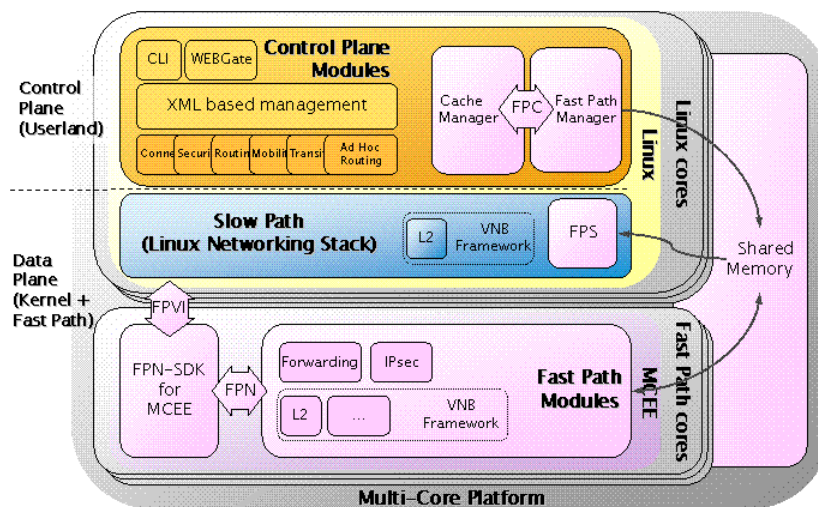 Control Plane
Modules
CLI
WEBGate
XML based management
Conne
Securi
Routin
Mobilit
Transi
Ad Hoc
Routing
Cache
Manager
FPC
Fast Path
Manager
Linux
Linux cores
Control
Plane
(Userland)
Slow Path
(Linux Networking Stack)
L2
VNB
Framework
FPS
Shared
Memory
Data
Plane
(Kernel +
Fast Path)
FPVI
FPN-SDK
for
MCEE
FPN
Forwarding
IPsec
Fast Path
Modules
L2
...
VNB
Framework
MCEE
Fast Path cores
Multi-Core Platform